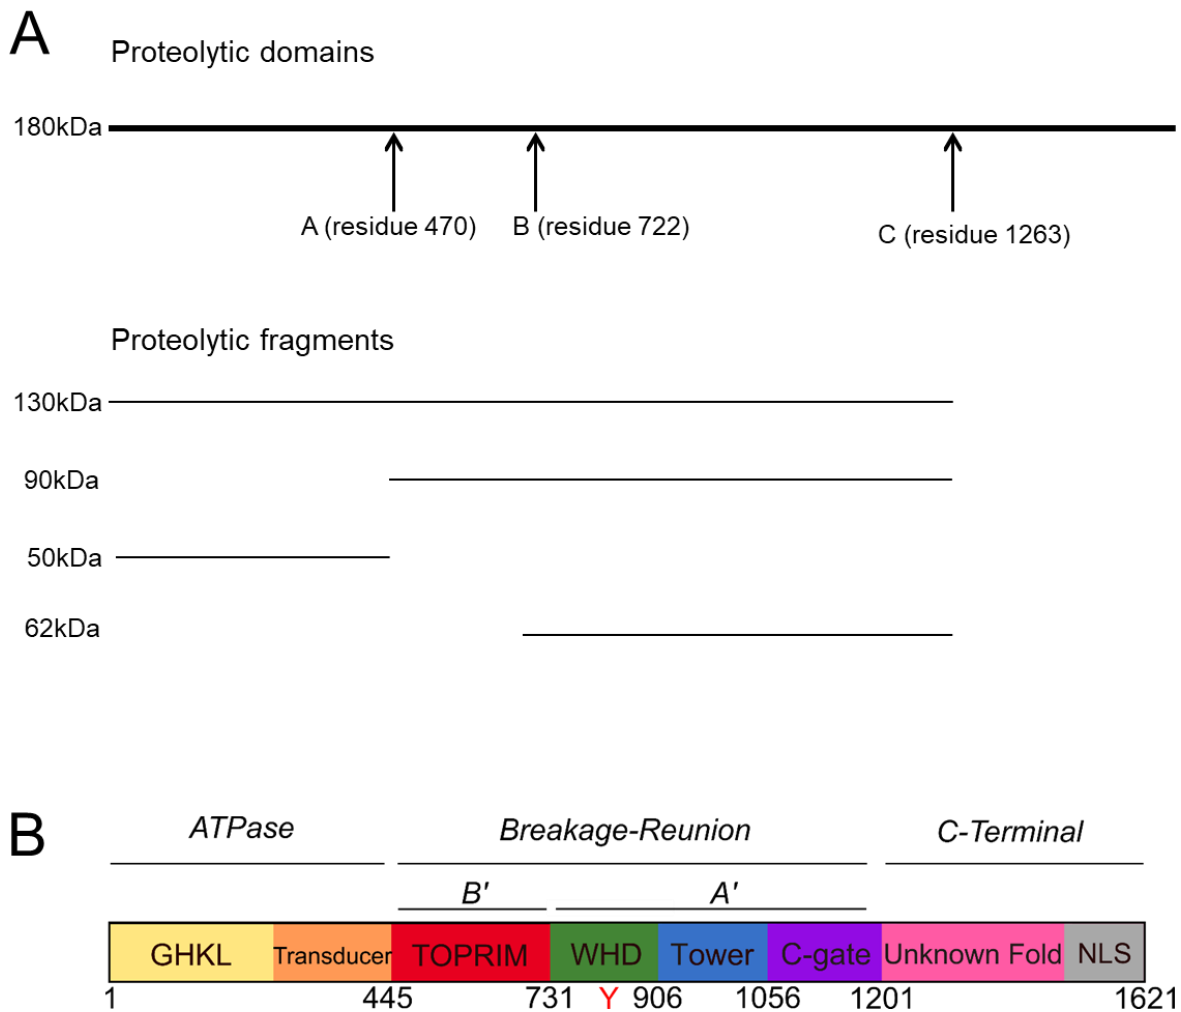 A
Proteolytic domains
180kDa
A (residue 470)
B (residue 722)
C (residue 1263)
Proteolytic fragments
130kDa
90kDa
50kDa
62kDa
B
ATPase
Breakage-Reunion
C-Terminal
B'
A'
GHKL
Transducer
TOPRIM
WHD
Tower
C-gate
Unknown Fold
NLS
1
445
731
Y
906
1056
1201
1621